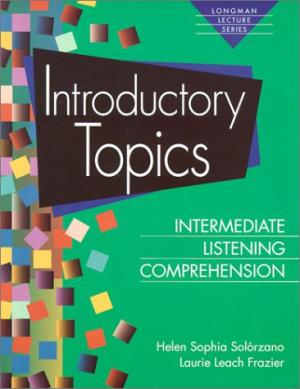 LONGMAN
LECTURE
SERIES
Introductory
Topics
INTERMEDIATE
LISTENING
COMPREHENSION
Helen Sophia Solórzano
Laurie Leach Frazier